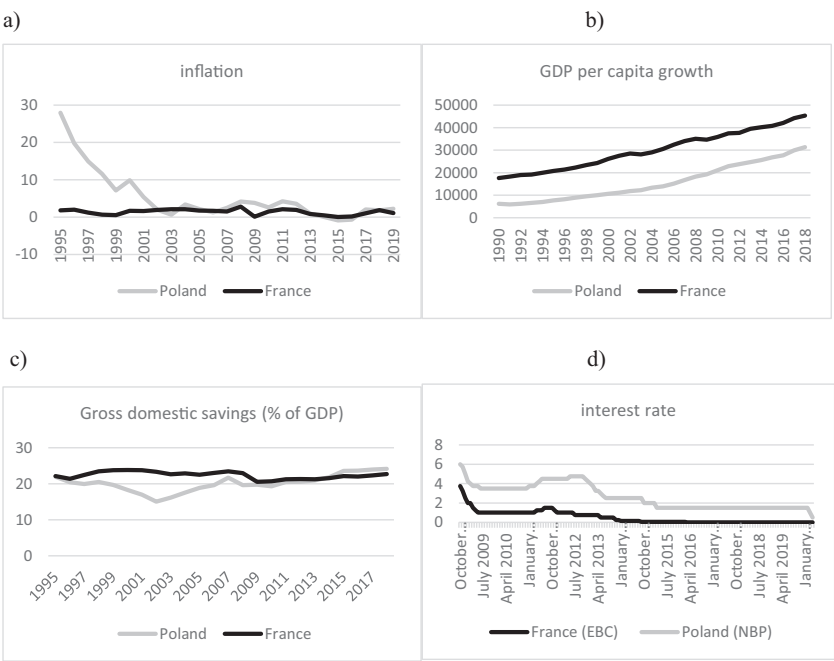 a)
b)
inflation
30
20
10
0
-10
1995
1997
1999
2001
2003
2005
2007
2009
2011
2013
2015
2017
2019
Poland
France
GDP per capita growth
50000
40000
30000
20000
10000
0
1990
1992
1994
1996
1998
2000
2002
2004
2006
2008
2010
2012
2014
2016
2018
Poland
France
c)
d)
Gross domestic savings (% of GDP)
30
20
10
0
1995
1997
1999
2001
2003
2005
2007
2009
2011
2013
2015
2017
Poland
France
interest rate
8
6
4
2
0
October...
July 2009
April 2010
January...
October...
July 2012
April 2013
January...
October...
July 2015
April 2016
January...
October...
July 2018
April 2019
January...
France (EBC)
Poland (NBP)